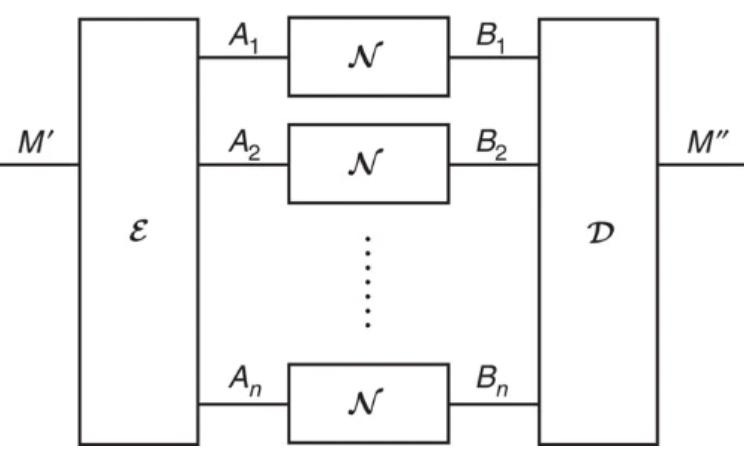 A₁ 𝒩 B₁
M′ A₂ 𝒩 B₂ M″
ℰ 𝒟
Aₙ 𝒩 Bₙ